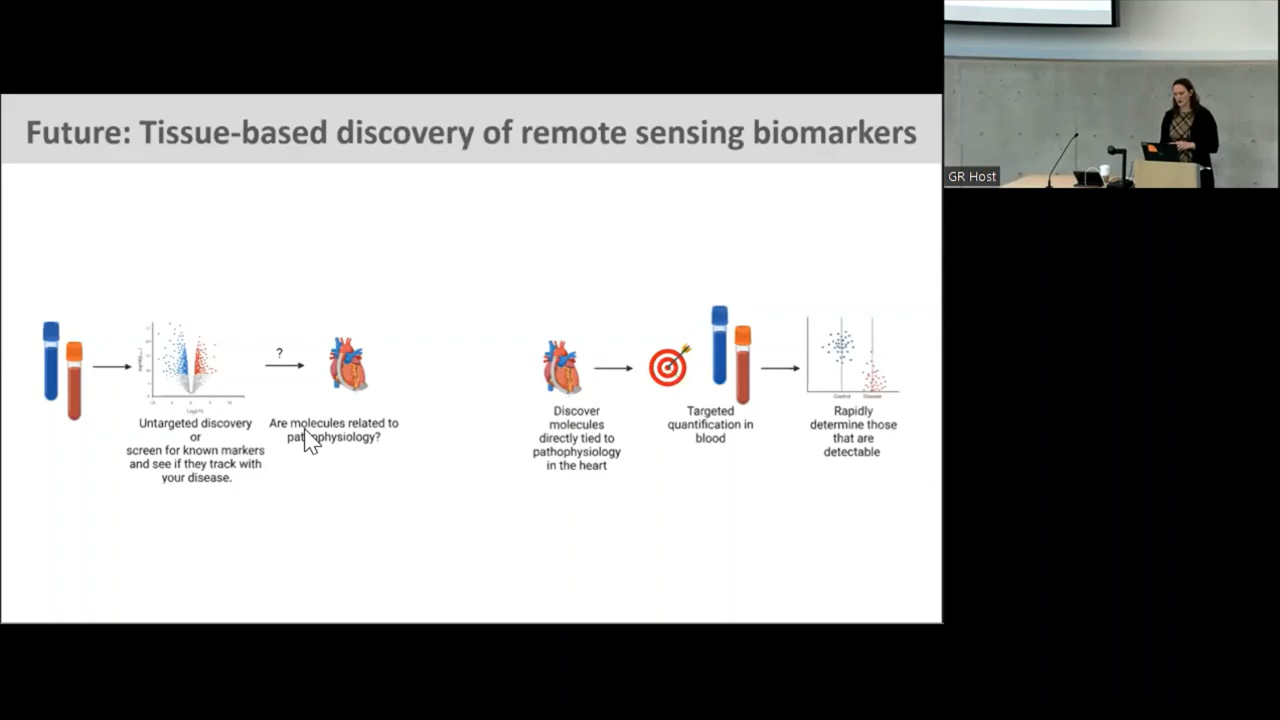 Future: Tissue-based discovery of remote sensing biomarkers
GR Host
?
Untargeted discovery
or
screen for known markers
and see if they track with
your disease.
Are molecules related to
pathophysiology?
Discover
molecules
directly tied to
pathophysiology
in the heart
Targeted
quantification in
blood
Control Disease
Rapidly
determine those
that are
detectable